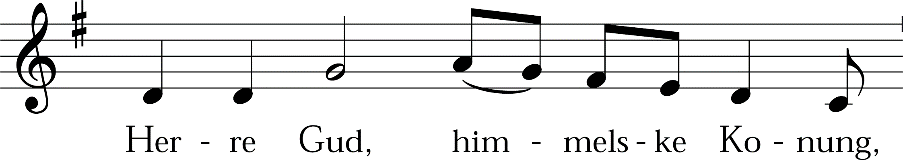 Her - re Gud, him - mels - ke Ko - nung,